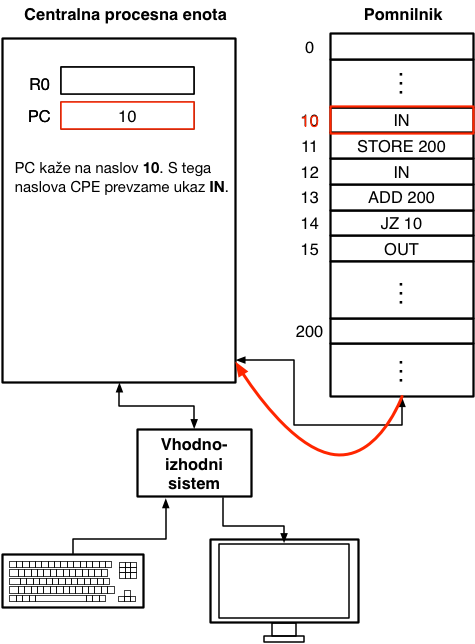 Centralna procesna enota
R0
PC
10
PC kaže na naslov 10. S tega
naslova CPE prevzame ukaz IN.
Pomnilnik
0
⋮
10 IN
11 STORE 200
12 IN
13 ADD 200
14 JZ 10
15 OUT
⋮
200
⋮
Vhodno-
izhodni
sistem